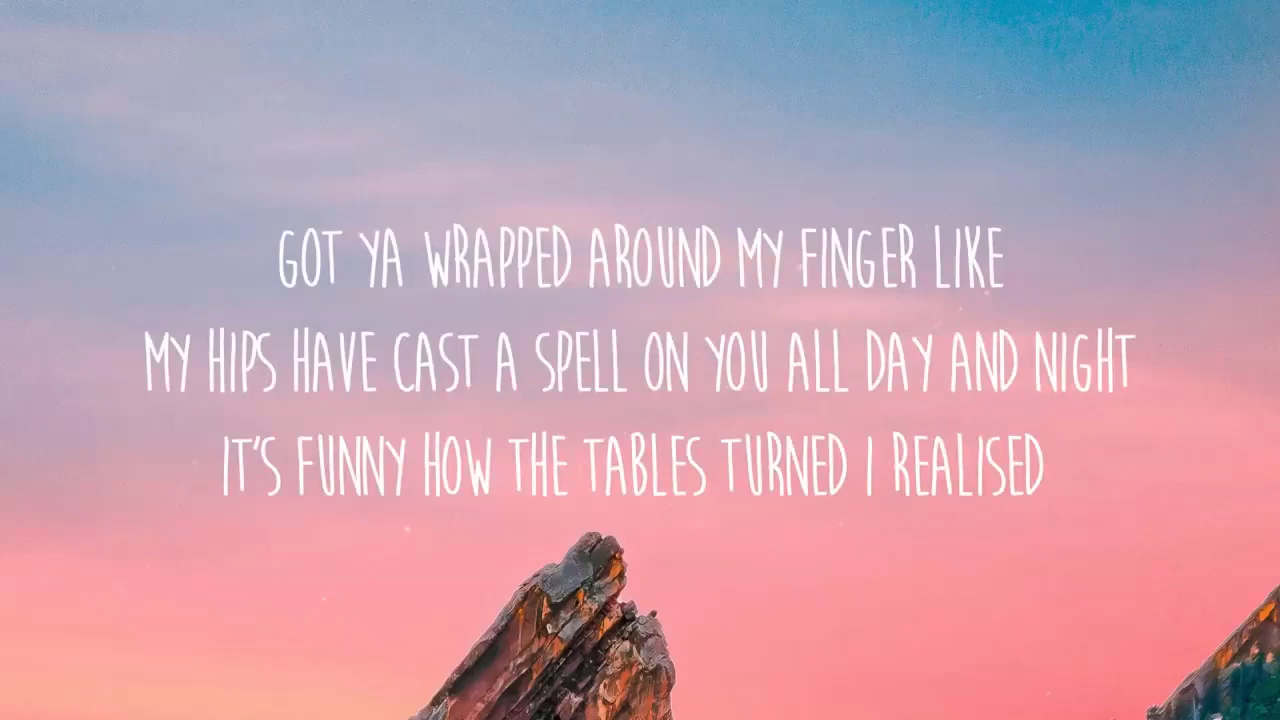 GOT YA WRAPPED AROUND MY FINGER LIKE
MY HIPS HAVE CAST A SPELL ON YOU ALL DAY AND NIGHT
IT'S FUNNY HOW THE TABLES TURNED I REALISED